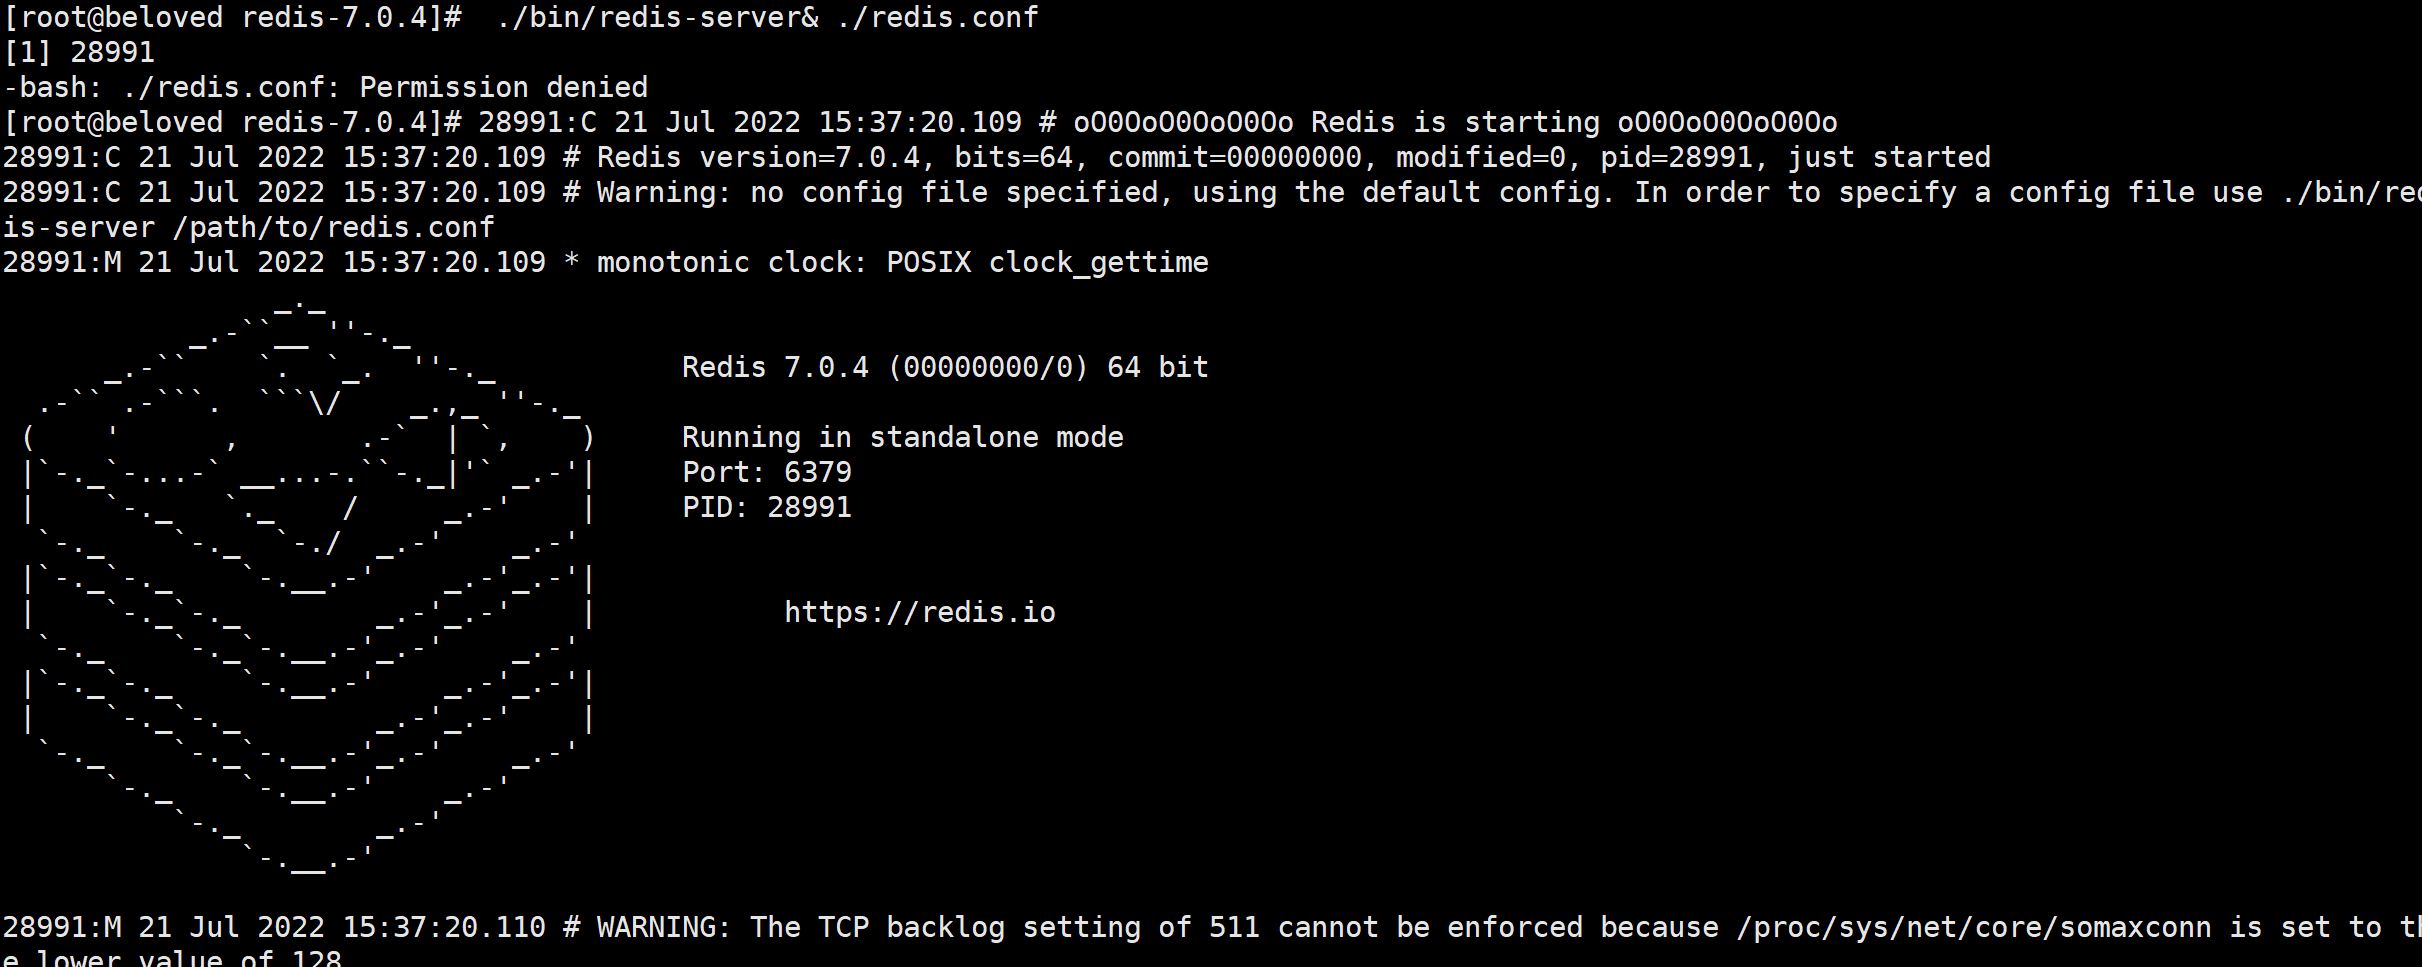 [root@beloved redis-7.0.4]#  ./bin/redis-server& ./redis.conf
[1] 28991
-bash: ./redis.conf: Permission denied
[root@beloved redis-7.0.4]# 28991:C 21 Jul 2022 15:37:20.109 # oO0OoO0OoO0Oo Redis is starting oO0OoO0OoO0Oo
28991:C 21 Jul 2022 15:37:20.109 # Redis version=7.0.4, bits=64, commit=00000000, modified=0, pid=28991, just started
28991:C 21 Jul 2022 15:37:20.109 # Warning: no config file specified, using the default config. In order to specify a config file use ./bin/red
is-server /path/to/redis.conf
28991:M 21 Jul 2022 15:37:20.109 * monotonic clock: POSIX clock_gettime
Redis 7.0.4 (00000000/0) 64 bit
Running in standalone mode
Port: 6379
PID: 28991
https://redis.io
28991:M 21 Jul 2022 15:37:20.110 # WARNING: The TCP backlog setting of 511 cannot be enforced because /proc/sys/net/core/somaxconn is set to th
e lower value of 128.